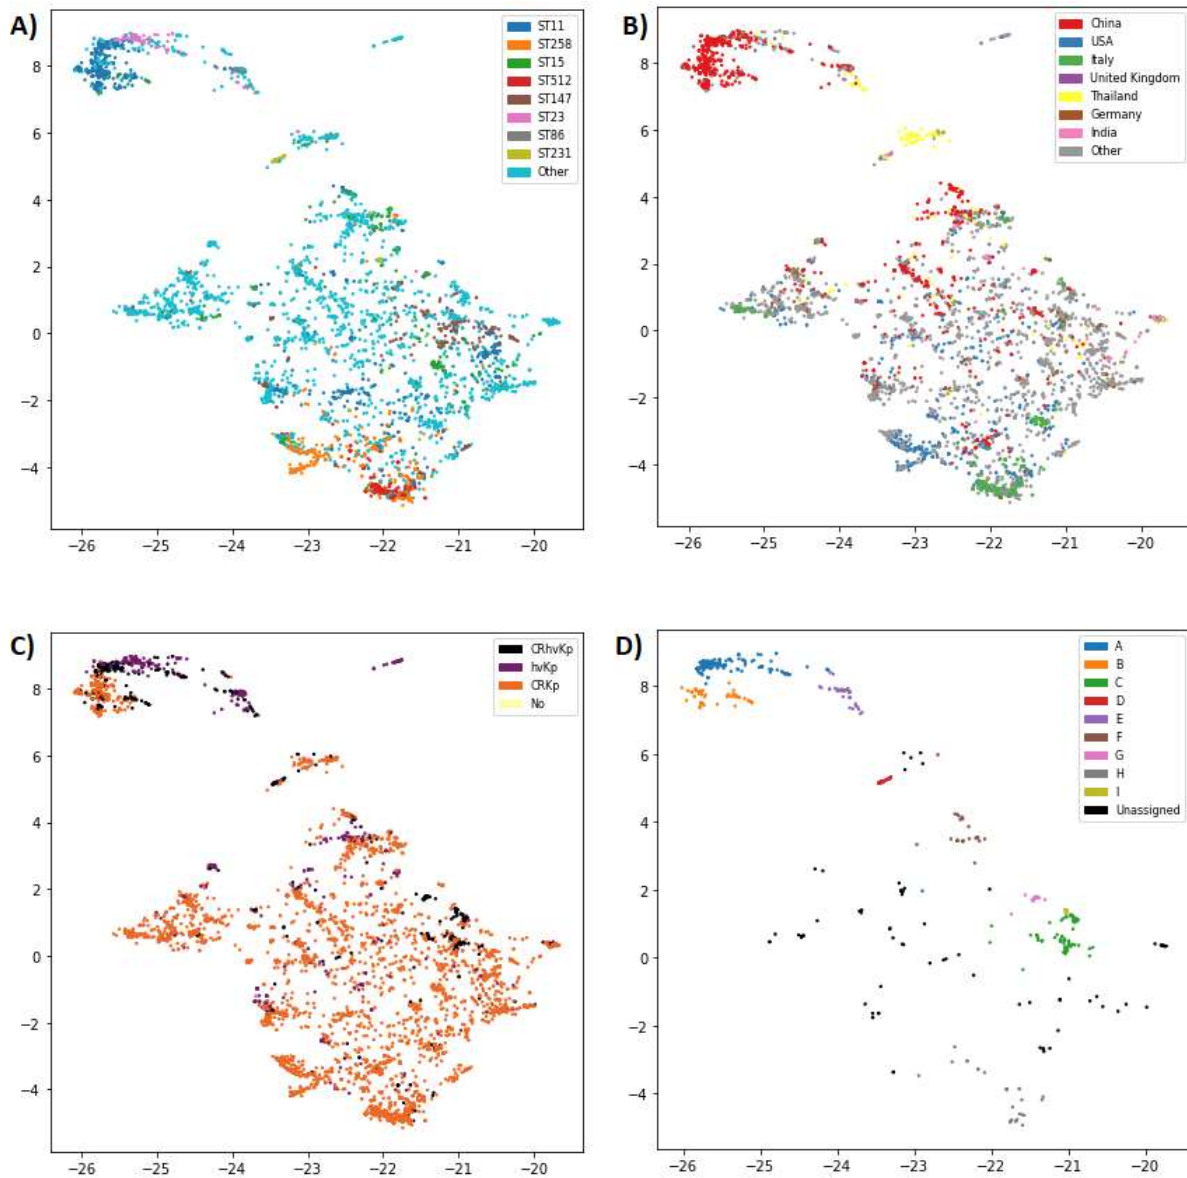 A)
ST11
ST258
ST15
ST512
ST147
ST23
ST86
ST231
Other
8
6
4
2
0
−2
−4
−26 −25 −24 −23 −22 −21 −20
B)
China
USA
Italy
United Kingdom
Thailand
Germany
India
Other
8
6
4
2
0
−2
−4
−26 −25 −24 −23 −22 −21 −20
C)
CRhvKp
hvKp
CRKp
No
8
6
4
2
0
−2
−4
−26 −25 −24 −23 −22 −21 −20
D)
A
B
C
D
E
F
G
H
I
Unassigned
8
6
4
2
0
−2
−4
−26 −25 −24 −23 −22 −21 −20